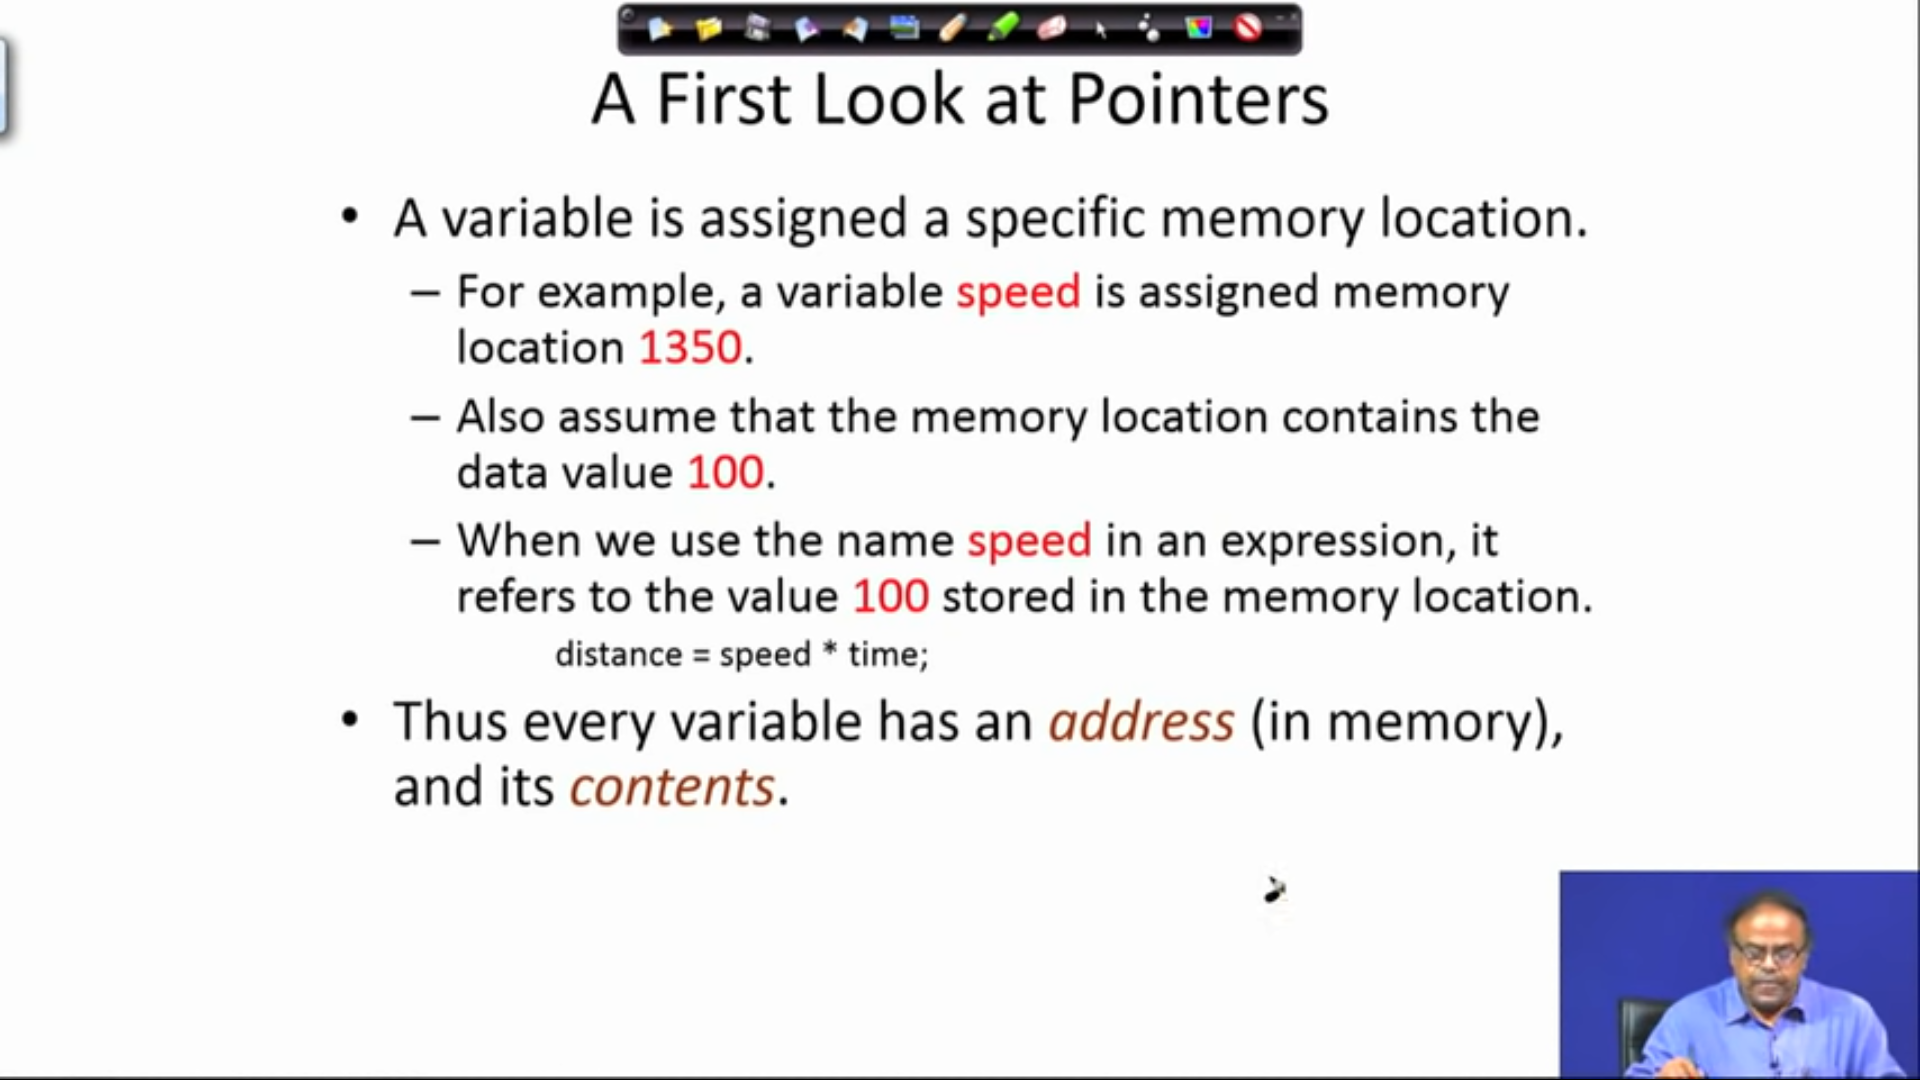 A First Look at Pointers
• A variable is assigned a specific memory location.
– For example, a variable speed is assigned memory
location 1350.
– Also assume that the memory location contains the
data value 100.
– When we use the name speed in an expression, it
refers to the value 100 stored in the memory location.
distance = speed * time;
• Thus every variable has an address (in memory),
and its contents.